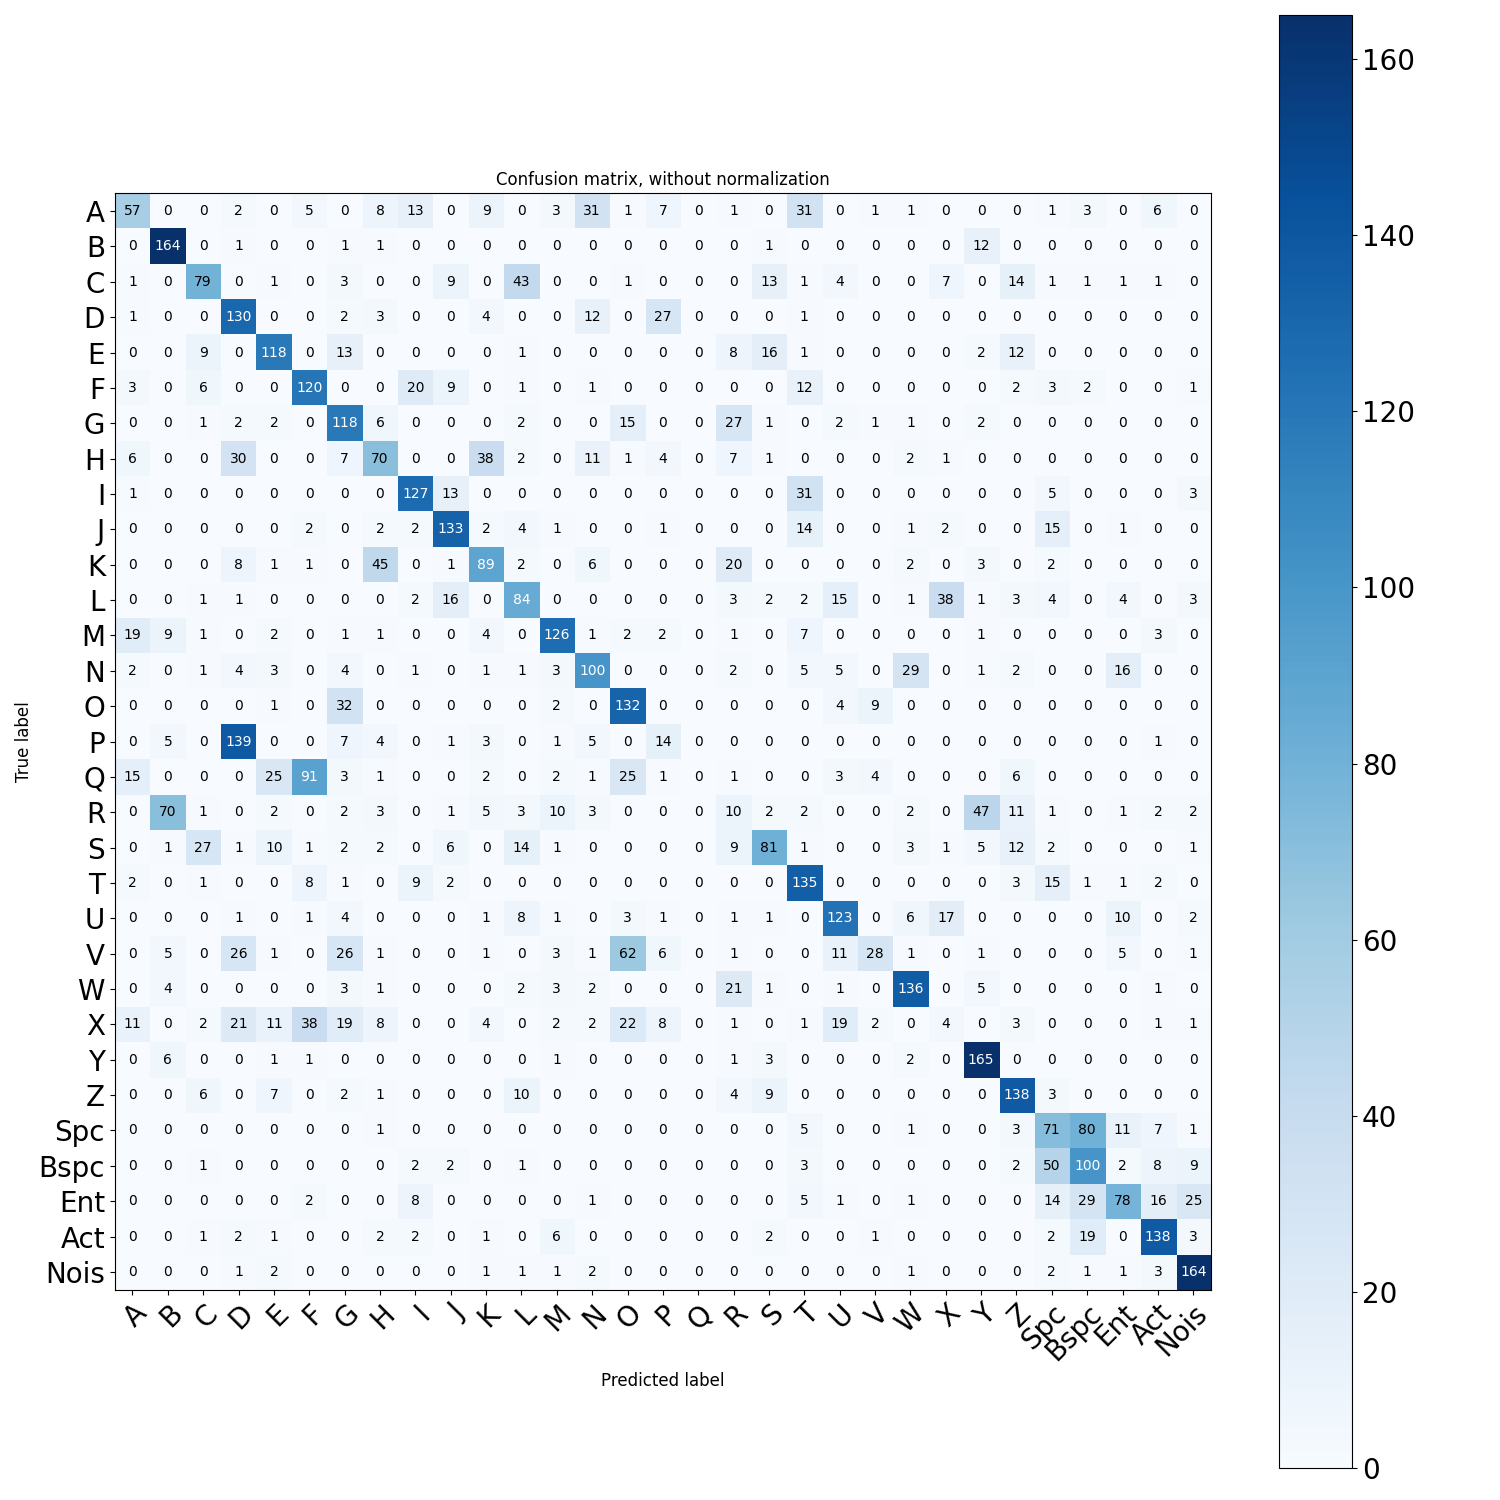 Confusion matrix, without normalization
A 57 0 0 2 0 5 0 8 13 0 9 0 3 31 1 7 0 1 0 31 0 1 1 0 0 0 1 3 0 6 0
B 0 164 0 1 0 0 1 1 0 0 0 0 0 0 0 0 0 0 1 0 0 0 0 0 12 0 0 0 0 0 0
C 1 0 79 0 1 0 3 0 0 9 0 43 0 0 1 0 0 0 13 1 4 0 0 7 0 14 1 1 1 1 0
D 1 0 0 130 0 0 2 3 0 0 4 0 0 12 0 27 0 0 0 1 0 0 0 0 0 0 0 0 0 0 0
E 0 0 9 0 118 0 13 0 0 0 0 1 0 0 0 0 0 8 16 1 0 0 0 0 2 12 0 0 0 0 0
F 3 0 6 0 0 120 0 0 20 9 0 1 0 1 0 0 0 0 0 12 0 0 0 0 0 2 3 2 0 0 1
G 0 0 1 2 2 0 118 6 0 0 0 2 0 0 15 0 0 27 1 0 2 1 1 0 2 0 0 0 0 0 0
H 6 0 0 30 0 0 7 70 0 0 38 2 0 11 1 4 0 7 1 0 0 0 2 1 0 0 0 0 0 0 0
I 1 0 0 0 0 0 0 0 127 13 0 0 0 0 0 0 0 0 0 31 0 0 0 0 0 0 5 0 0 0 3
J 0 0 0 0 0 2 0 2 2 133 2 4 1 0 0 1 0 0 0 14 0 0 1 2 0 0 15 0 1 0 0
K 0 0 0 8 1 1 0 45 0 1 89 2 0 6 0 0 0 20 0 0 0 0 2 0 3 0 2 0 0 0 0
L 0 0 1 1 0 0 0 0 2 16 0 84 0 0 0 0 0 3 2 2 15 0 1 38 1 3 4 0 4 0 3
M 19 9 1 0 2 0 1 1 0 0 4 0 126 1 2 2 0 1 0 7 0 0 0 0 1 0 0 0 0 3 0
N 2 0 1 4 3 0 4 0 1 0 1 1 3 100 0 0 0 2 0 5 5 0 29 0 1 2 0 0 16 0 0
O 0 0 0 0 1 0 32 0 0 0 0 0 2 0 132 0 0 0 0 0 4 9 0 0 0 0 0 0 0 0 0
P 0 5 0 139 0 0 7 4 0 1 3 0 1 5 0 14 0 0 0 0 0 0 0 0 0 0 0 0 0 1 0
Q 15 0 0 0 25 91 3 1 0 0 2 0 2 1 25 1 0 1 0 0 3 4 0 0 0 6 0 0 0 0 0
R 0 70 1 0 2 0 2 3 0 1 5 3 10 3 0 0 0 10 2 2 0 0 2 0 47 11 1 0 1 2 2
S 0 1 27 1 10 1 2 2 0 6 0 14 1 0 0 0 0 9 81 1 0 0 3 1 5 12 2 0 0 0 1
T 2 0 1 0 0 8 1 0 9 2 0 0 0 0 0 0 0 0 0 135 0 0 0 0 0 3 15 1 1 2 0
U 0 0 0 1 0 1 4 0 0 0 1 8 1 0 3 1 0 1 1 0 123 0 6 17 0 0 0 0 10 0 2
V 0 5 0 26 1 0 26 1 0 0 1 0 3 1 62 6 0 1 0 0 11 28 1 0 1 0 0 0 5 0 1
W 0 4 0 0 0 0 3 1 0 0 0 2 3 2 0 0 0 21 1 0 1 0 136 0 5 0 0 0 0 1 0
X 11 0 2 21 11 38 19 8 0 0 4 0 2 2 22 8 0 1 0 1 19 2 0 4 0 3 0 0 0 1 1
Y 0 6 0 0 1 1 0 0 0 0 0 0 1 0 0 0 0 1 3 0 0 0 2 0 165 0 0 0 0 0 0
Z 0 0 6 0 7 0 2 1 0 0 0 10 0 0 0 0 0 4 9 0 0 0 0 0 0 138 3 0 0 0 0
Spc 0 0 0 0 0 0 0 1 0 0 0 0 0 0 0 0 0 0 0 5 0 0 1 0 0 3 71 80 11 7 1
Bspc 0 0 1 0 0 0 0 0 2 2 0 1 0 0 0 0 0 0 0 3 0 0 0 0 0 2 50 100 2 8 9
Ent 0 0 0 0 0 2 0 0 8 0 0 0 0 1 0 0 0 0 0 5 1 0 1 0 0 0 14 29 78 16 25
Act 0 0 1 2 1 0 0 2 2 0 1 0 6 0 0 0 0 0 2 0 0 1 0 0 0 0 2 19 0 138 3
Nois 0 0 0 1 2 0 0 0 0 0 1 1 1 2 0 0 0 0 0 0 0 0 1 0 0 0 2 1 1 3 164
A B C D E F G H I J K L M N O P Q R S T U V W X Y Z Spc Bspc Ent Act Nois
Predicted label
True label
160
140
120
100
80
60
40
20
0